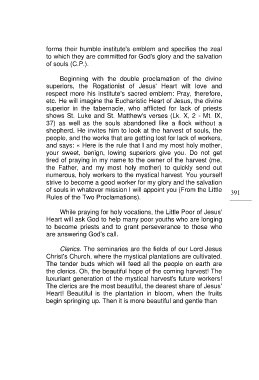 forms their humble institute's emblem and specifies the zeal
to which they are committed for God's glory and the salvation
of souls (C.P.).
Beginning with the double proclamation of the divine
superiors, the Rogationist of Jesus' Heart will love and
respect more his institute's sacred emblem: Pray, therefore,
etc. He will imagine the Eucharistic Heart of Jesus, the divine
superior in the tabernacle, who afflicted for lack of priests
shows St. Luke and St. Matthew's verses (Lk. X, 2 - Mt. IX,
37) as well as the souls abandoned like a flock without a
shepherd. He invites him to look at the harvest of souls, the
people, and the works that are getting lost for lack of workers,
and says: « Here is the rule that I and my most holy mother,
your sweet, benign, loving superiors give you. Do not get
tired of praying in my name to the owner of the harvest (me,
the Father, and my most holy mother) to quickly send out
numerous, holy workers to the mystical harvest. You yourself
strive to become a good worker for my glory and the salvation
of souls in whatever mission I will appoint you (From the Little
Rules of the Two Proclamations).
391
While praying for holy vocations, the Little Poor of Jesus'
Heart will ask God to help many poor youths who are longing
to become priests and to grant perseverance to those who
are answering God's call.
Clerics. The seminaries are the fields of our Lord Jesus
Christ's Church, where the mystical plantations are cultivated.
The tender buds which will feed all the people on earth are
the clerics. Oh, the beautiful hope of the coming harvest! The
luxuriant generation of the mystical harvest's future workers!
The clerics are the most beautiful, the dearest share of Jesus'
Heart! Beautiful is the plantation in bloom, when the fruits
begin springing up. Then it is more beautiful and gentle than